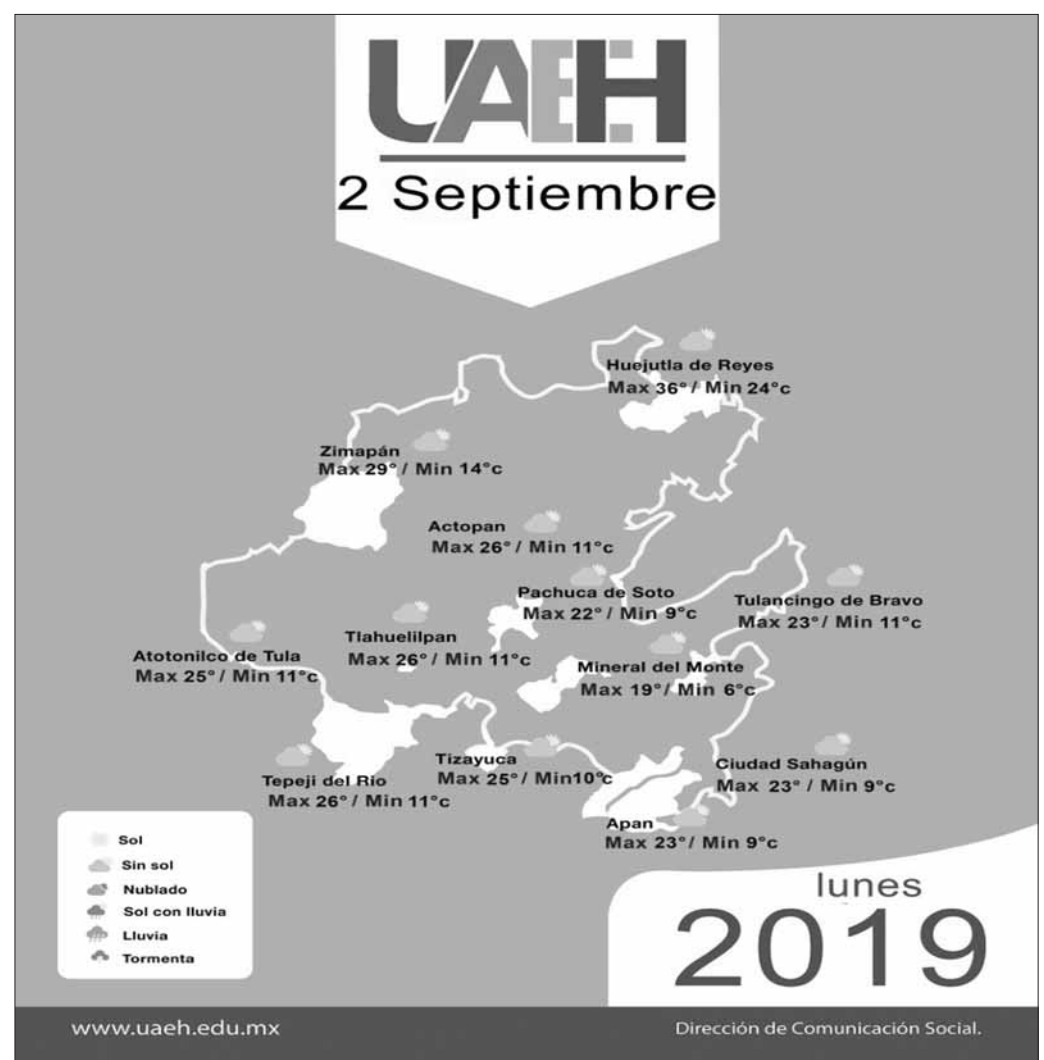 UAEH
2 Septiembre
Huejutla de Reyes
Max 36°/ Min 24°c
Zimapán
Max 29°/ Min 14°c
Actopan
Max 26°/ Min 11°c
Pachuca de Soto
Max 22°/ Min 9°c
Tulancingo de Bravo
Max 23°/ Min 11°c
Tlahuelilpan
Max 26°/ Min 11°c
Atotonilco de Tula
Max 25°/ Min 11°c
Mineral del Monte
Max 19°/ Min 6°c
Tizayuca
Max 25°/ Min10°c
Ciudad Sahagún
Max 23°/ Min 9°c
Tepeji del Rio
Max 26°/ Min 11°c
Apan
Max 23°/ Min 9°c
Sol
Sin sol
Nublado
Sol con lluvia
Lluvia
Tormenta
lunes
2019
www.uaeh.edu.mx
Dirección de Comunicación Social.